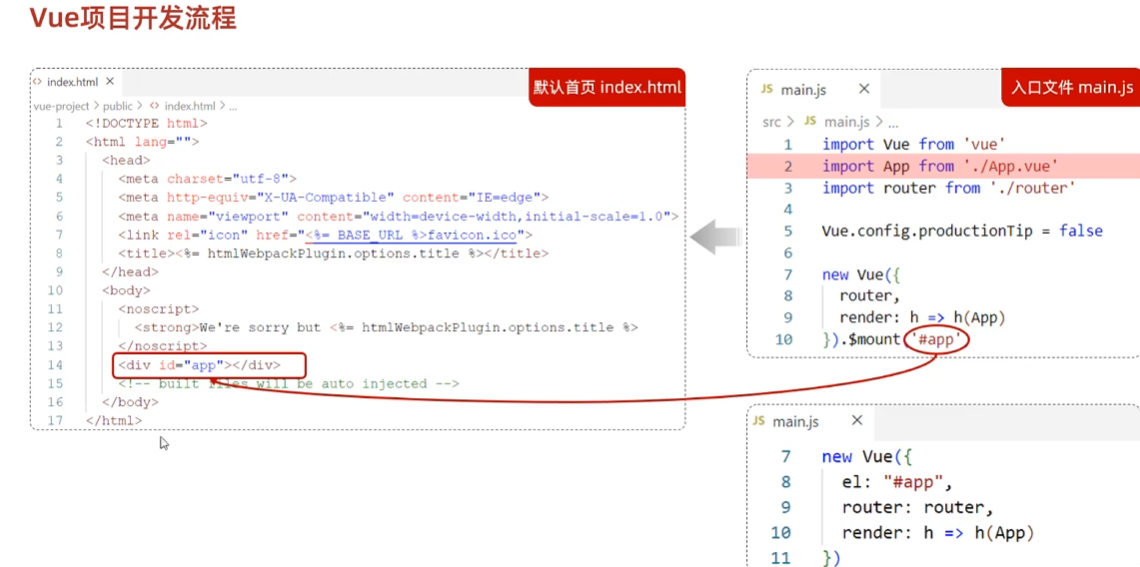 Vue项目开发流程
index.html ×
默认首页 index.html
vue-project > public > <> index.html > ...
1 <!DOCTYPE html>
2 <html lang="">
3 <head>
4 <meta charset="utf-8">
5 <meta http-equiv="X-UA-Compatible" content="IE=edge">
6 <meta name="viewport" content="width=device-width,initial-scale=1.0">
7 <link rel="icon" href="<%= BASE_URL %>favicon.ico">
8 <title><%= htmlWebpackPlugin.options.title %></title>
9 </head>
10 <body>
11 <noscript>
12 <strong>We're sorry but <%= htmlWebpackPlugin.options.title %>
13 </noscript>
14 <div id="app"></div>
15 <!-- built files will be auto injected -->
16 </body>
17 </html>
JS main.js ×
入口文件 main.js
src > JS main.js > ...
1 import Vue from 'vue'
2 import App from './App.vue'
3 import router from './router'
4
5 Vue.config.productionTip = false
6
7 new Vue({
8 router,
9 render: h => h(App)
10 }).$mount('#app')
JS main.js ×
7 new Vue({
8 el: "#app",
9 router: router,
10 render: h => h(App)
11 })